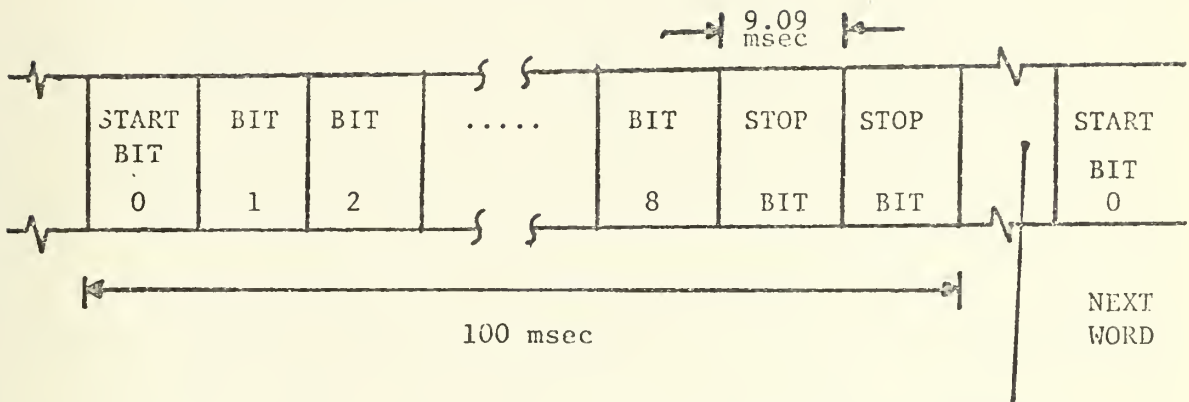 9.09
msec
START
BIT
0
BIT
1
BIT
2
.....
BIT
8
STOP
BIT
STOP
BIT
START
BIT
0
100 msec
NEXT
WORD